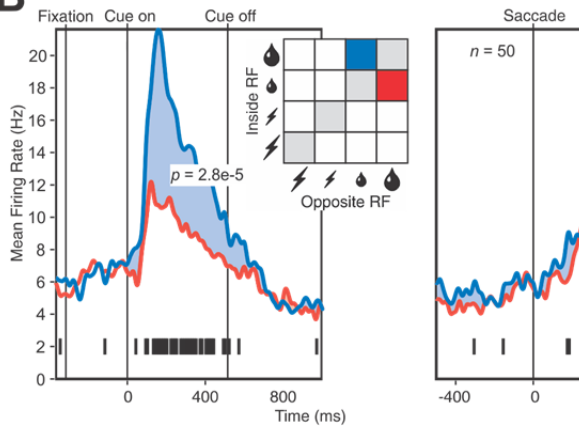 B
Fixation Cue on Cue off
Saccade
Mean Firing Rate (Hz)
20
18
16
14
12
10
8
6
4
2
0
p = 2.8e-5
Inside RF
Opposite RF
n = 50
0 400 800
Time (ms)
-400 0